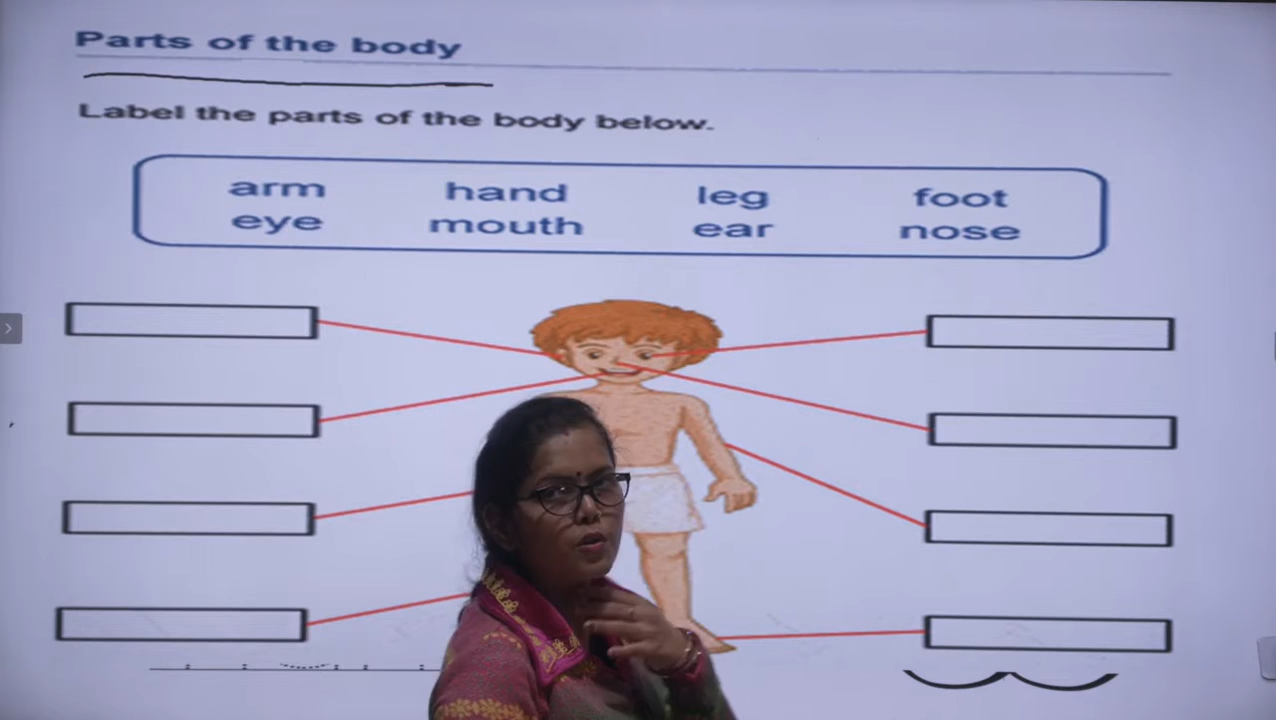 Parts of the body
Label the parts of the body below.
arm hand leg foot
eye mouth ear nose